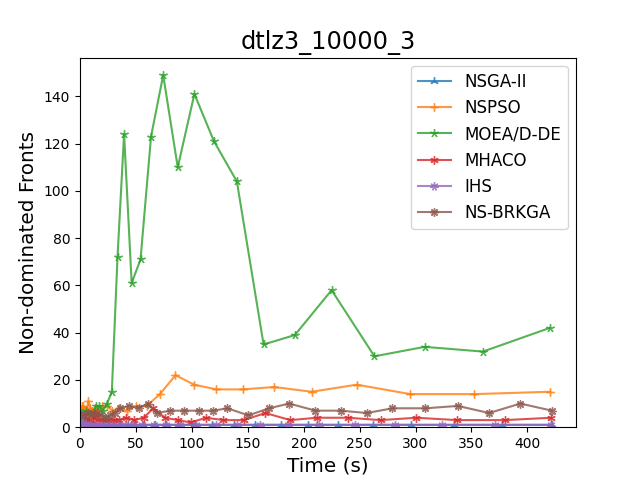 dtlz3_10000_3
Non-dominated Fronts
140
120
100
80
60
40
20
0
0 50 100 150 200 250 300 350 400
Time (s)
NSGA-II
NSPSO
MOEA/D-DE
MHACO
IHS
NS-BRKGA